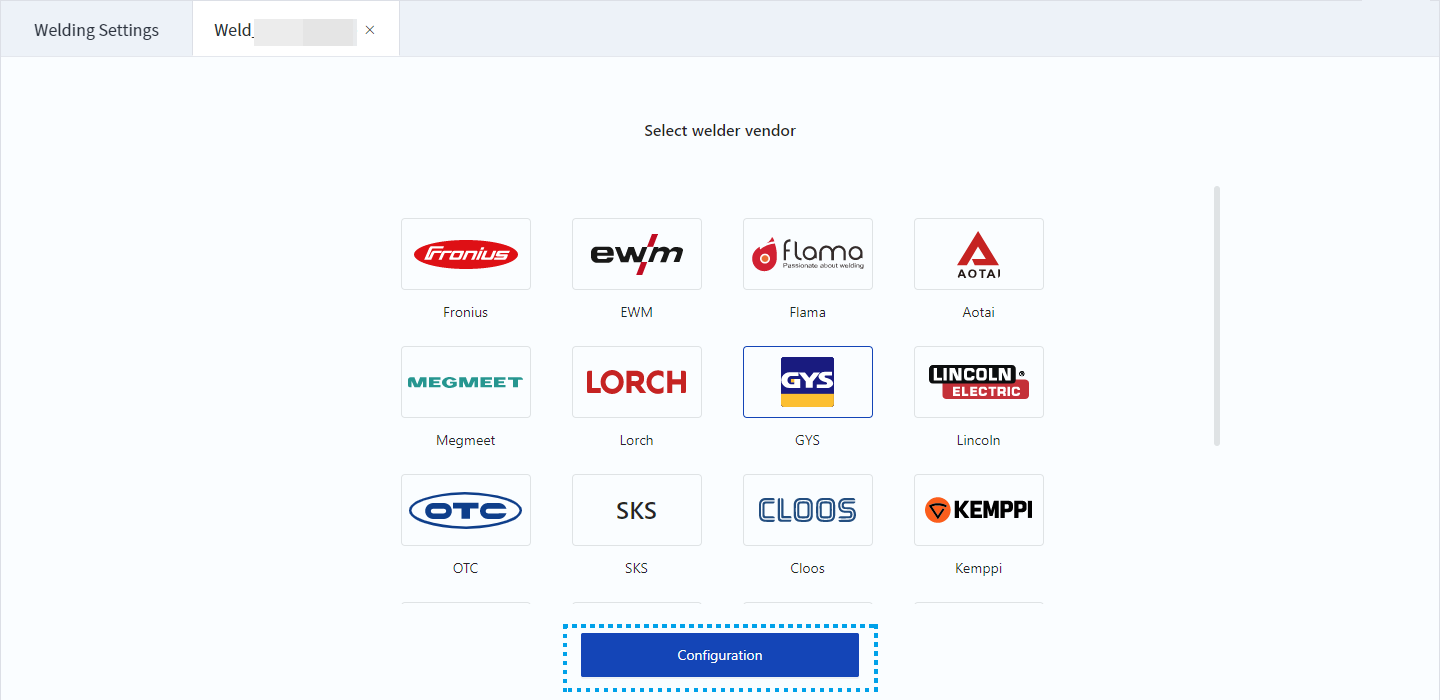 Welding Settings
Weld_
×
Select welder vendor
Fronius
ewm
flama
Passionate about welding
AOTAI
Fronius
EWM
Flama
Aotai
MEGMEET
LORCH
GYS
LINCOLN ®
ELECTRIC
Megmeet
Lorch
GYS
Lincoln
OTC
SKS
CLOOS
KEMPPI
OTC
SKS
Cloos
Kemppi
Configuration